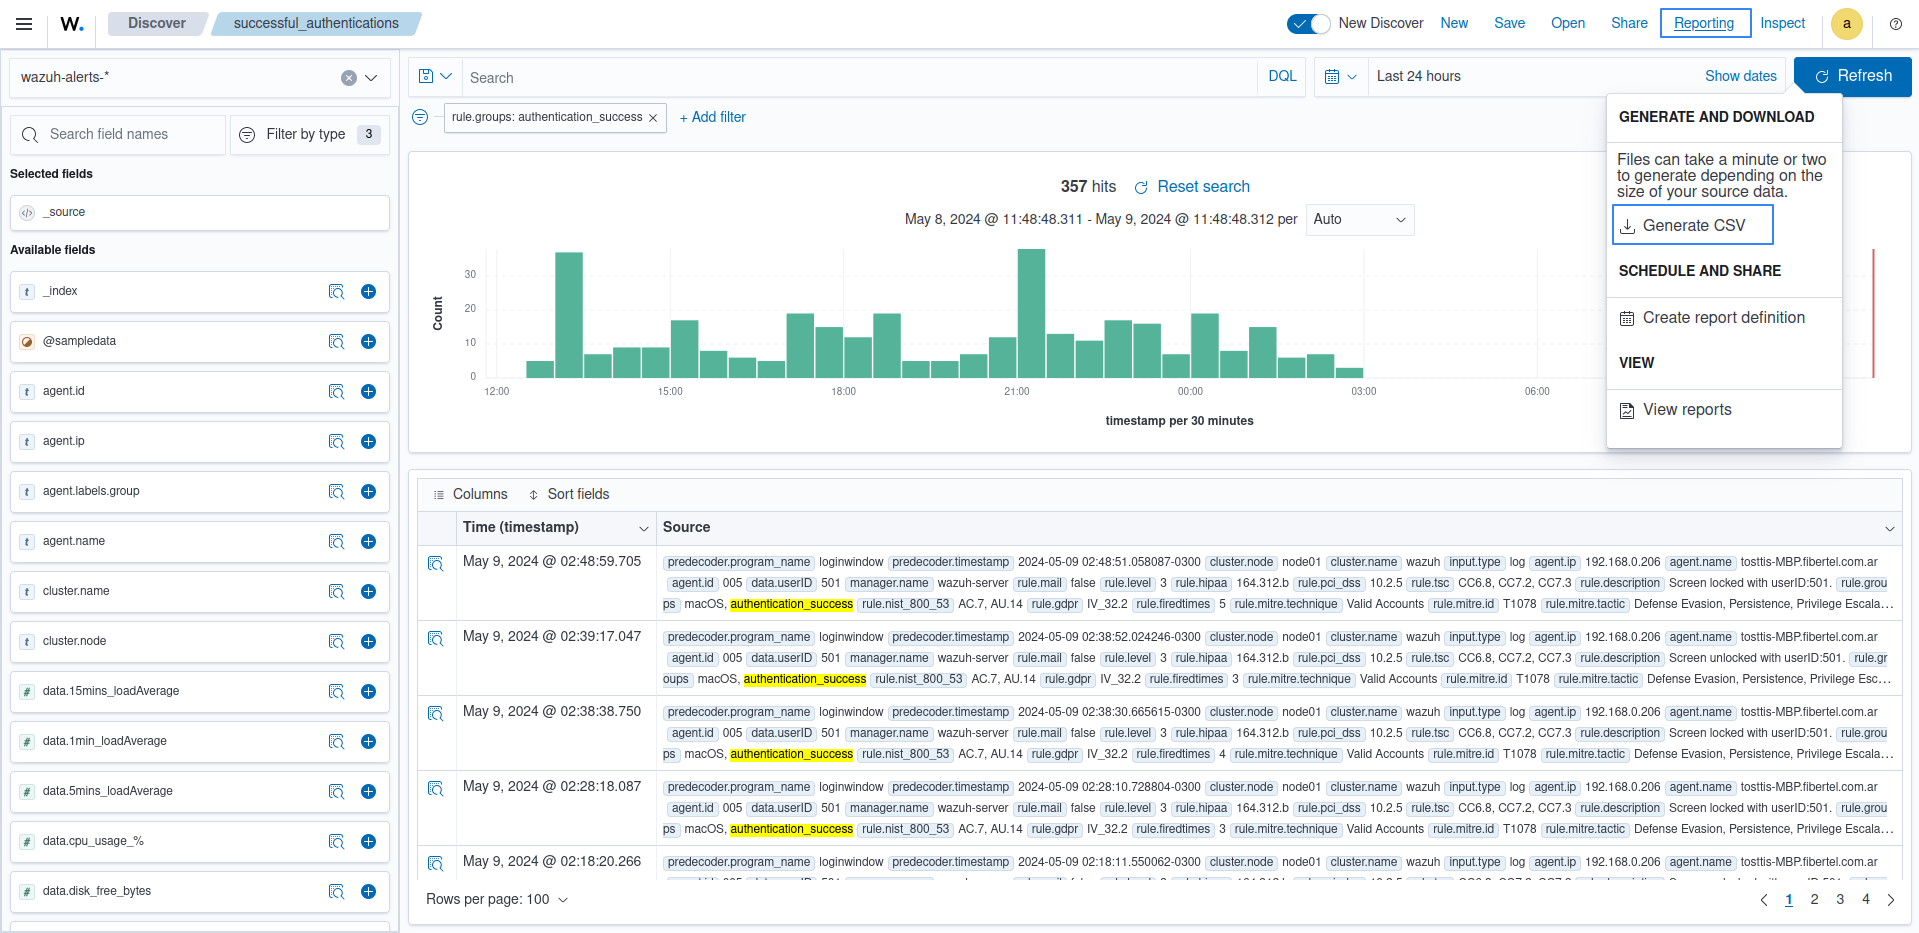 W. Discover successful_authentications New Discover New Save Open Share Reporting Inspect a
wazuh-alerts-*
Search field names Filter by type 3
Selected fields
_source
Available fields
t _index
@sampledata
t agent.id
t agent.ip
t agent.labels.group
t agent.name
t cluster.name
t cluster.node
# data.15mins_loadAverage
# data.1min_loadAverage
# data.5mins_loadAverage
# data.cpu_usage_%
# data.disk_free_bytes
Search DQL Last 24 hours Show dates Refresh
rule.groups: authentication_success + Add filter
357 hits Reset search
May 8, 2024 @ 11:48:48.311 - May 9, 2024 @ 11:48:48.312 per Auto
Count
30
20
10
0
12:00 15:00 18:00 21:00 00:00 03:00 06:00
timestamp per 30 minutes
GENERATE AND DOWNLOAD
Files can take a minute or two
to generate depending on the
size of your source data.
Generate CSV
SCHEDULE AND SHARE
Create report definition
VIEW
View reports
Columns Sort fields
Time (timestamp) Source
May 9, 2024 @ 02:48:59.705 predecoder.program_name loginwindow predecoder.timestamp 2024-05-09 02:48:51.058087-0300 cluster.node node01 cluster.name wazuh input.type log agent.ip 192.168.0.206 agent.name tosttis-MBP.fibertel.com.ar
agent.id 005 data.userID 501 manager.name wazuh-server rule.mail false rule.level 3 rule.hipaa 164.312.b rule.pci_dss 10.2.5 rule.tsc CC6.8, CC7.2, CC7.3 rule.description Screen locked with userID:501. rule.grou
ps macOS, authentication_success rule.nist_800_53 AC.7, AU.14 rule.gdpr IV_32.2 rule.firedtimes 5 rule.mitre.technique Valid Accounts rule.mitre.id T1078 rule.mitre.tactic Defense Evasion, Persistence, Privilege Escala…
May 9, 2024 @ 02:39:17.047 predecoder.program_name loginwindow predecoder.timestamp 2024-05-09 02:38:52.024246-0300 cluster.node node01 cluster.name wazuh input.type log agent.ip 192.168.0.206 agent.name tosttis-MBP.fibertel.com.ar
agent.id 005 data.userID 501 manager.name wazuh-server rule.mail false rule.level 3 rule.hipaa 164.312.b rule.pci_dss 10.2.5 rule.tsc CC6.8, CC7.2, CC7.3 rule.description Screen unlocked with userID:501. rule.gr
oups macOS, authentication_success rule.nist_800_53 AC.7, AU.14 rule.gdpr IV_32.2 rule.firedtimes 3 rule.mitre.technique Valid Accounts rule.mitre.id T1078 rule.mitre.tactic Defense Evasion, Persistence, Privilege Esc…
May 9, 2024 @ 02:38:38.750 predecoder.program_name loginwindow predecoder.timestamp 2024-05-09 02:38:30.665615-0300 cluster.node node01 cluster.name wazuh input.type log agent.ip 192.168.0.206 agent.name tosttis-MBP.fibertel.com.ar
agent.id 005 data.userID 501 manager.name wazuh-server rule.mail false rule.level 3 rule.hipaa 164.312.b rule.pci_dss 10.2.5 rule.tsc CC6.8, CC7.2, CC7.3 rule.description Screen locked with userID:501. rule.grou
ps macOS, authentication_success rule.nist_800_53 AC.7, AU.14 rule.gdpr IV_32.2 rule.firedtimes 4 rule.mitre.technique Valid Accounts rule.mitre.id T1078 rule.mitre.tactic Defense Evasion, Persistence, Privilege Escala…
May 9, 2024 @ 02:28:18.087 predecoder.program_name loginwindow predecoder.timestamp 2024-05-09 02:28:10.728804-0300 cluster.node node01 cluster.name wazuh input.type log agent.ip 192.168.0.206 agent.name tosttis-MBP.fibertel.com.ar
agent.id 005 data.userID 501 manager.name wazuh-server rule.mail false rule.level 3 rule.hipaa 164.312.b rule.pci_dss 10.2.5 rule.tsc CC6.8, CC7.2, CC7.3 rule.description Screen locked with userID:501. rule.grou
ps macOS, authentication_success rule.nist_800_53 AC.7, AU.14 rule.gdpr IV_32.2 rule.firedtimes 3 rule.mitre.technique Valid Accounts rule.mitre.id T1078 rule.mitre.tactic Defense Evasion, Persistence, Privilege Escala…
May 9, 2024 @ 02:18:20.266 predecoder.program_name loginwindow predecoder.timestamp 2024-05-09 02:18:11.550062-0300 cluster.node node01 cluster.name wazuh input.type log agent.ip 192.168.0.206 agent.name tosttis-MBP.fibertel.com.ar
Rows per page: 100 1 2 3 4